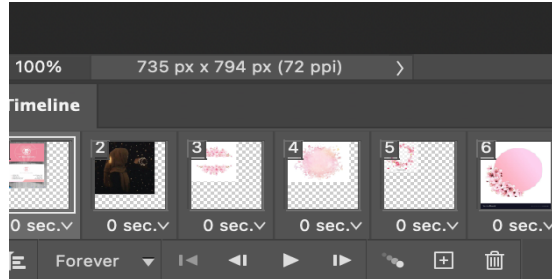 100% 735 px x 794 px (72 ppi)
Timeline
2 3 4 5 6
0 sec. 0 sec. 0 sec. 0 sec. 0 sec. 0 sec.
Forever